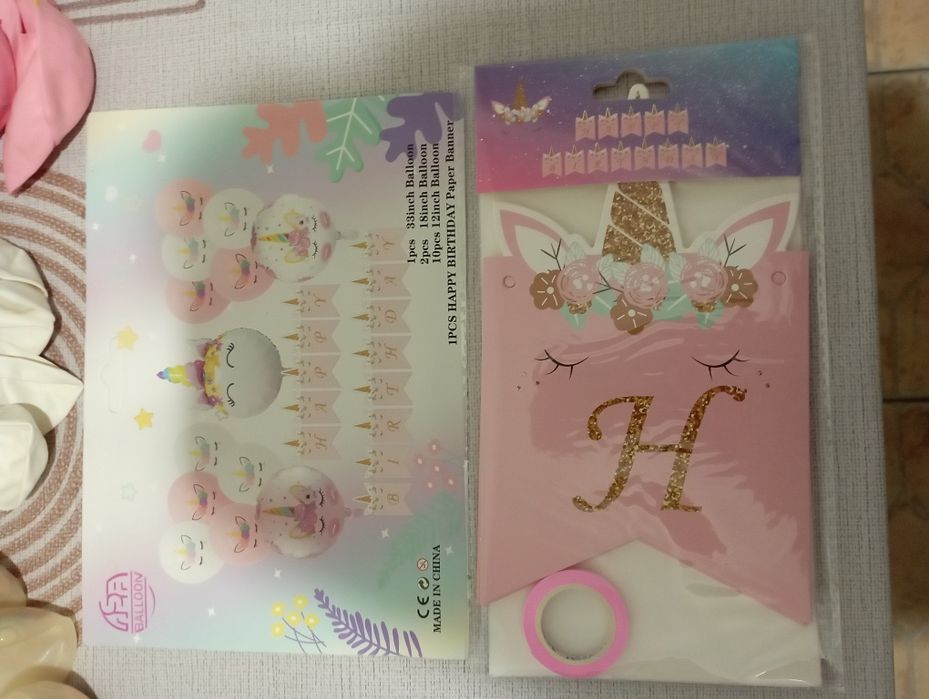 1pcs 33inch Balloon
2pcs 18inch Balloon
10pcs 12inch Balloon
1PCS HAPPY BIRTHDAY Paper Banner
HAPPY
BIRTHDAY
BALLOON
CE
MADE IN CHINA
H